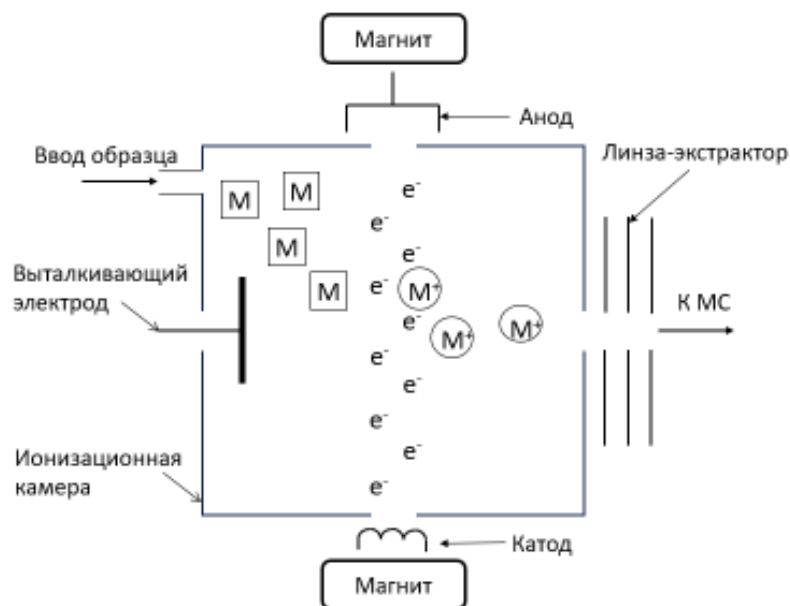 Магнит
Анод
Ввод образца
Линза-экстрактор
M
M
e⁻
e⁻
M
e⁻
Выталкивающий
электрод
M
e⁻
M⁺
К МС
e⁻
M⁺
M⁺
e⁻
e⁻
e⁻
Ионизационная
камера
e⁻
e⁻
Катод
Магнит